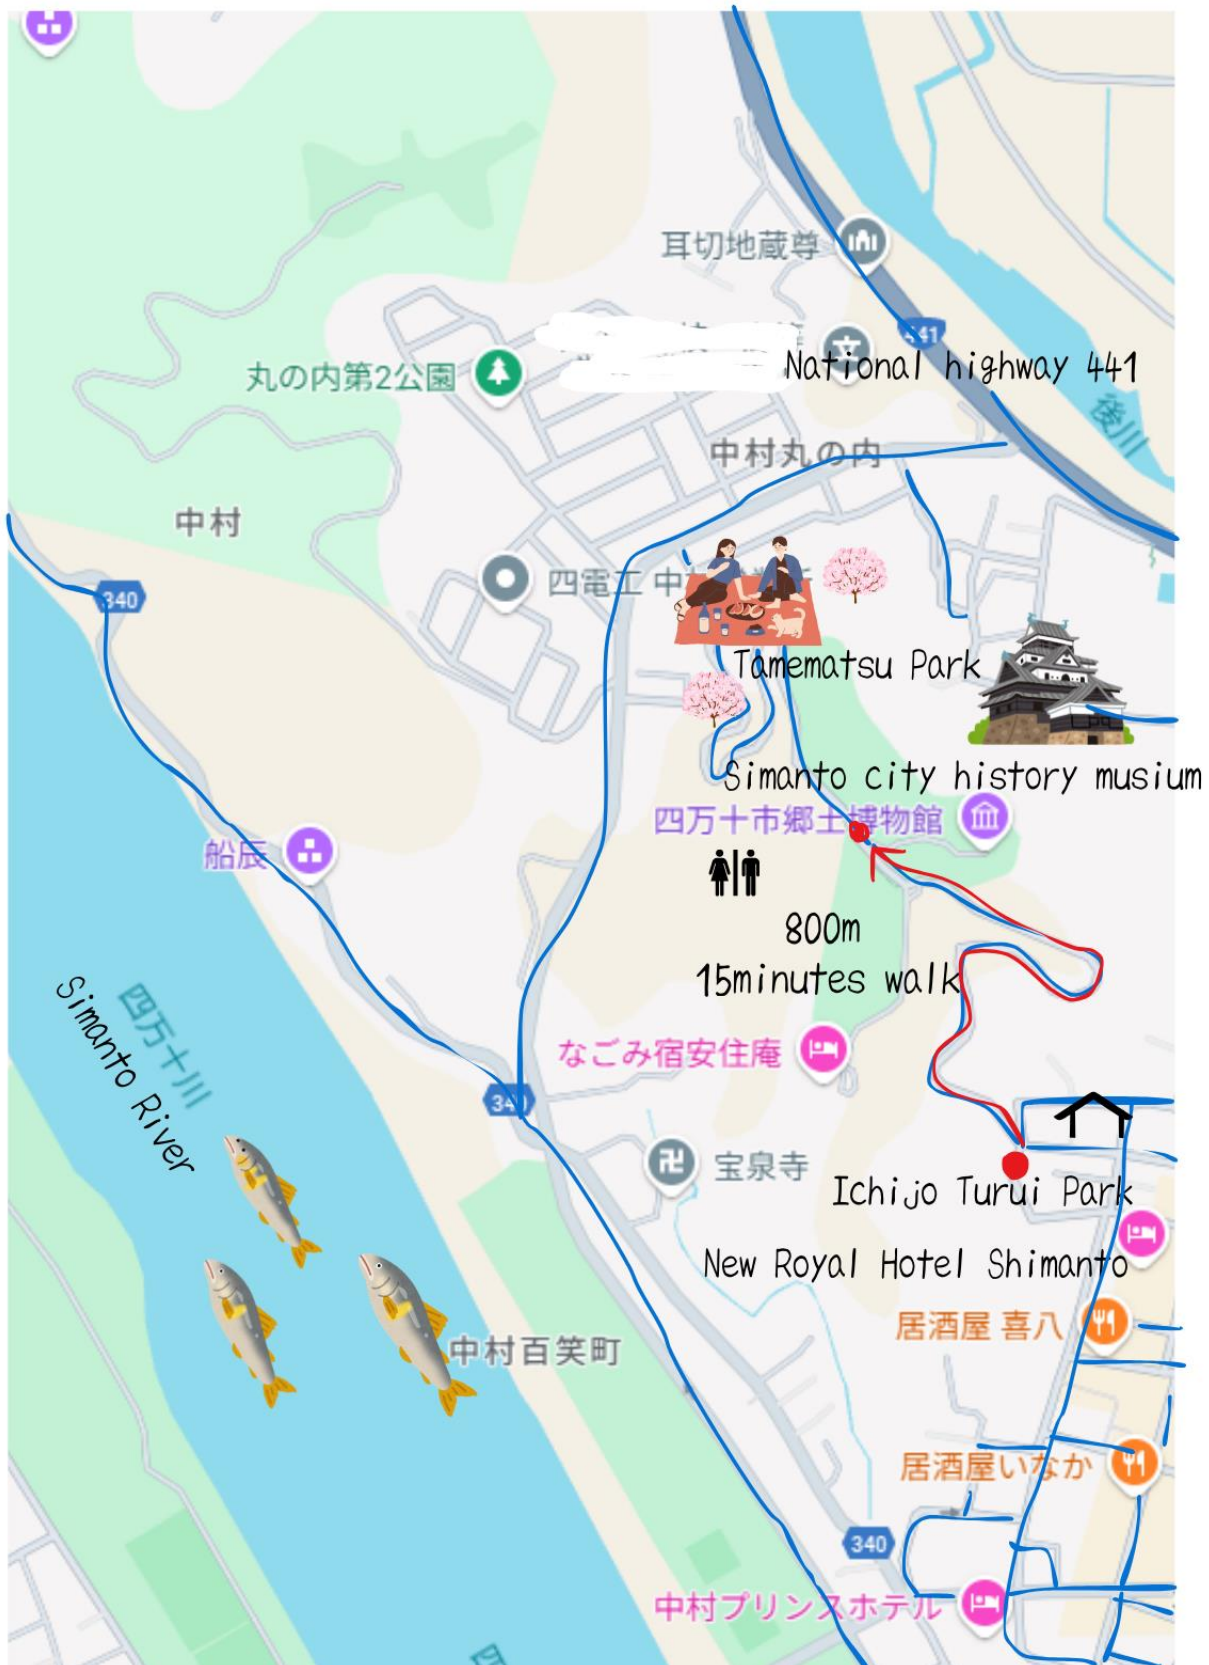 耳切地蔵尊
441
National highway 441
丸の内第2公園
後川
中村丸の内
中村
四電工 中
340
Tamematsu Park
Simanto city history musium
四万十市郷土博物館
船辰
800m
15minutes walk
四万十川
Simanto River
なごみ宿安住庵
340
宝泉寺
Ichijo Turui Park
New Royal Hotel Shimanto
居酒屋 喜八
中村百笑町
居酒屋いなか
340
中村プリンスホテル